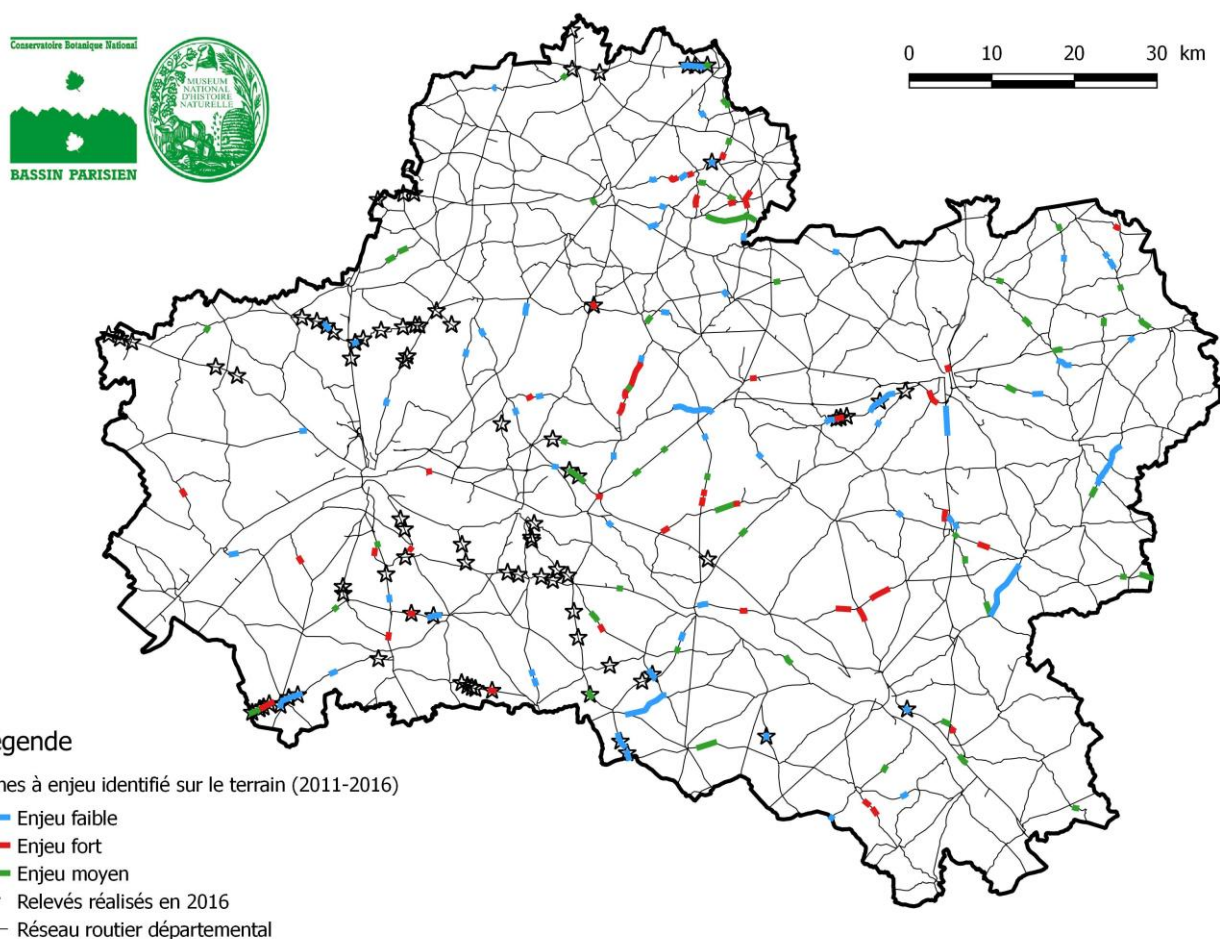 Conservatoire Botanique National
BASSIN PARISIEN
MUSEUM
NATIONAL
D'HISTOIRE
NATURELLE
0 10 20 30 km
égende
nes à enjeu identifié sur le terrain (2011-2016)
Enjeu faible
Enjeu fort
Enjeu moyen
Relevés réalisés en 2016
Réseau routier départemental